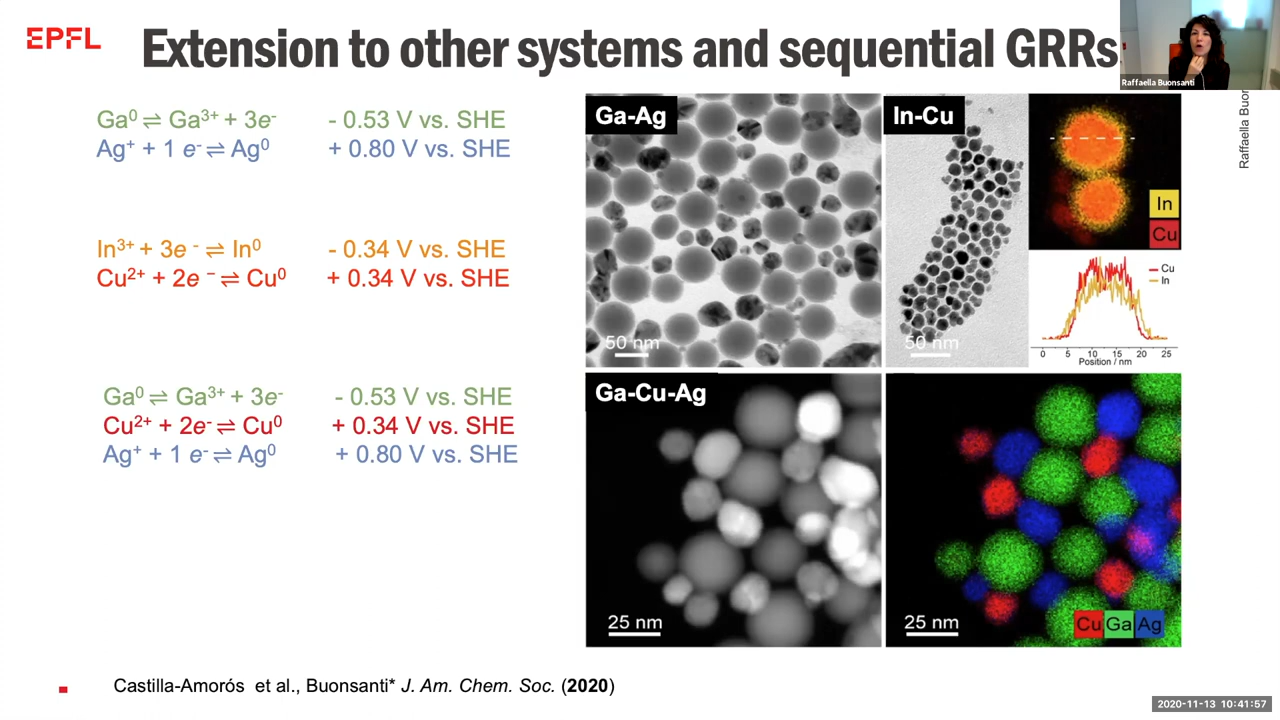 EPFL
Extension to other systems and sequential GRRs
Raffaella Buonsanti
Raffaella Buor
Ga⁰ ⇌ Ga³⁺ + 3e⁻ - 0.53 V vs. SHE
Ag⁺ + 1 e⁻ ⇌ Ag⁰ + 0.80 V vs. SHE
In³⁺ + 3e ⁻ ⇌ In⁰ - 0.34 V vs. SHE
Cu²⁺ + 2e ⁻ ⇌ Cu⁰ + 0.34 V vs. SHE
Ga⁰ ⇌ Ga³⁺ + 3e⁻ - 0.53 V vs. SHE
Cu²⁺ + 2e⁻ ⇌ Cu⁰ + 0.34 V vs. SHE
Ag⁺ + 1 e⁻ ⇌ Ag⁰ + 0.80 V vs. SHE
Ga-Ag
50 nm
In-Cu
50 nm
In
Cu
Cu
In
0 5 10 15 20 25
Position / nm
Ga-Cu-Ag
25 nm
25 nm
Cu Ga Ag
Castilla-Amorós et al., Buonsanti* J. Am. Chem. Soc. (2020)
2020-11-13 10:41:57